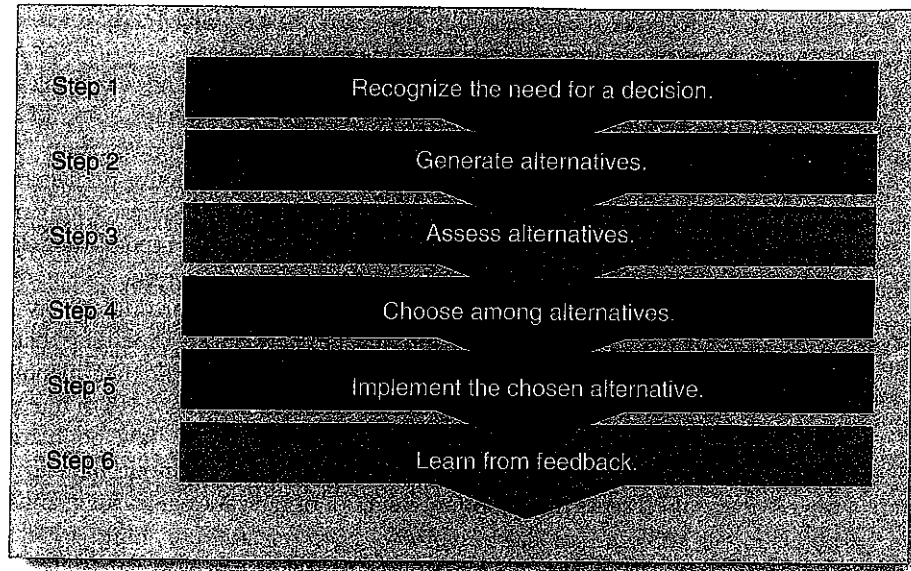 Step 1 Recognize the need for a decision.
Step 2 Generate alternatives.
Step 3 Assess alternatives.
Step 4 Choose among alternatives.
Step 5 Implement the chosen alternative.
Step 6 Learn from feedback.